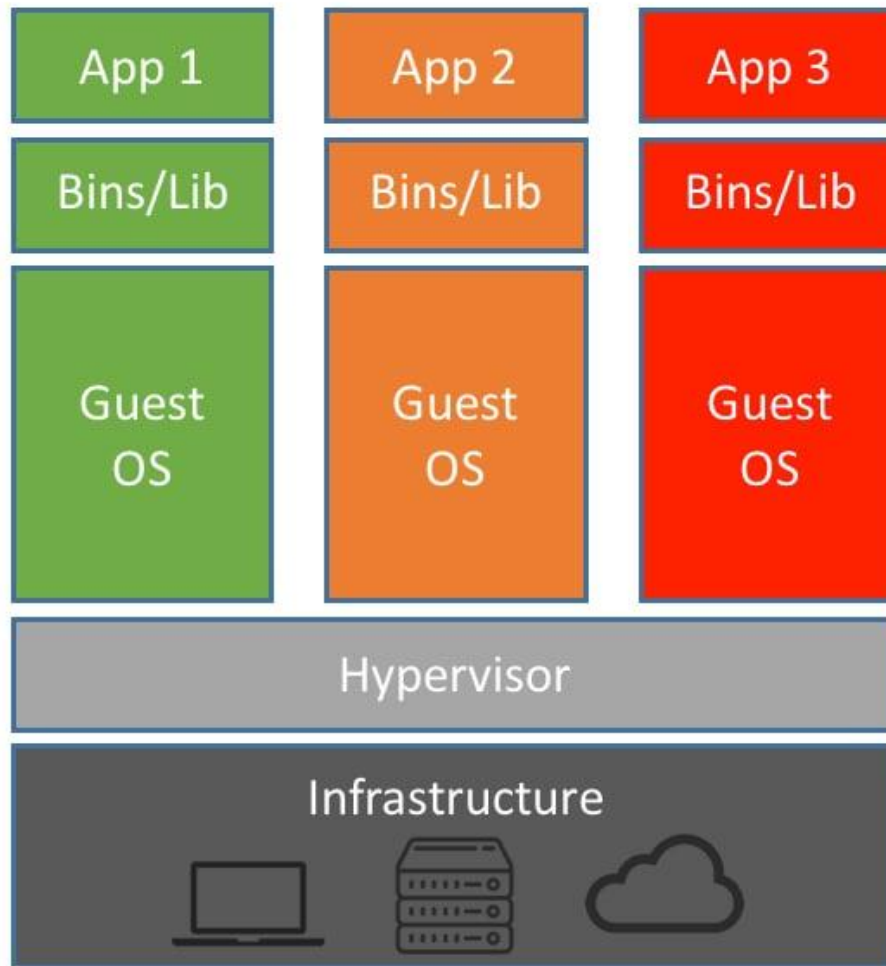 App 1
App 2
App 3
Bins/Lib
Bins/Lib
Bins/Lib
Guest
OS
Guest
OS
Guest
OS
Hypervisor
Infrastructure